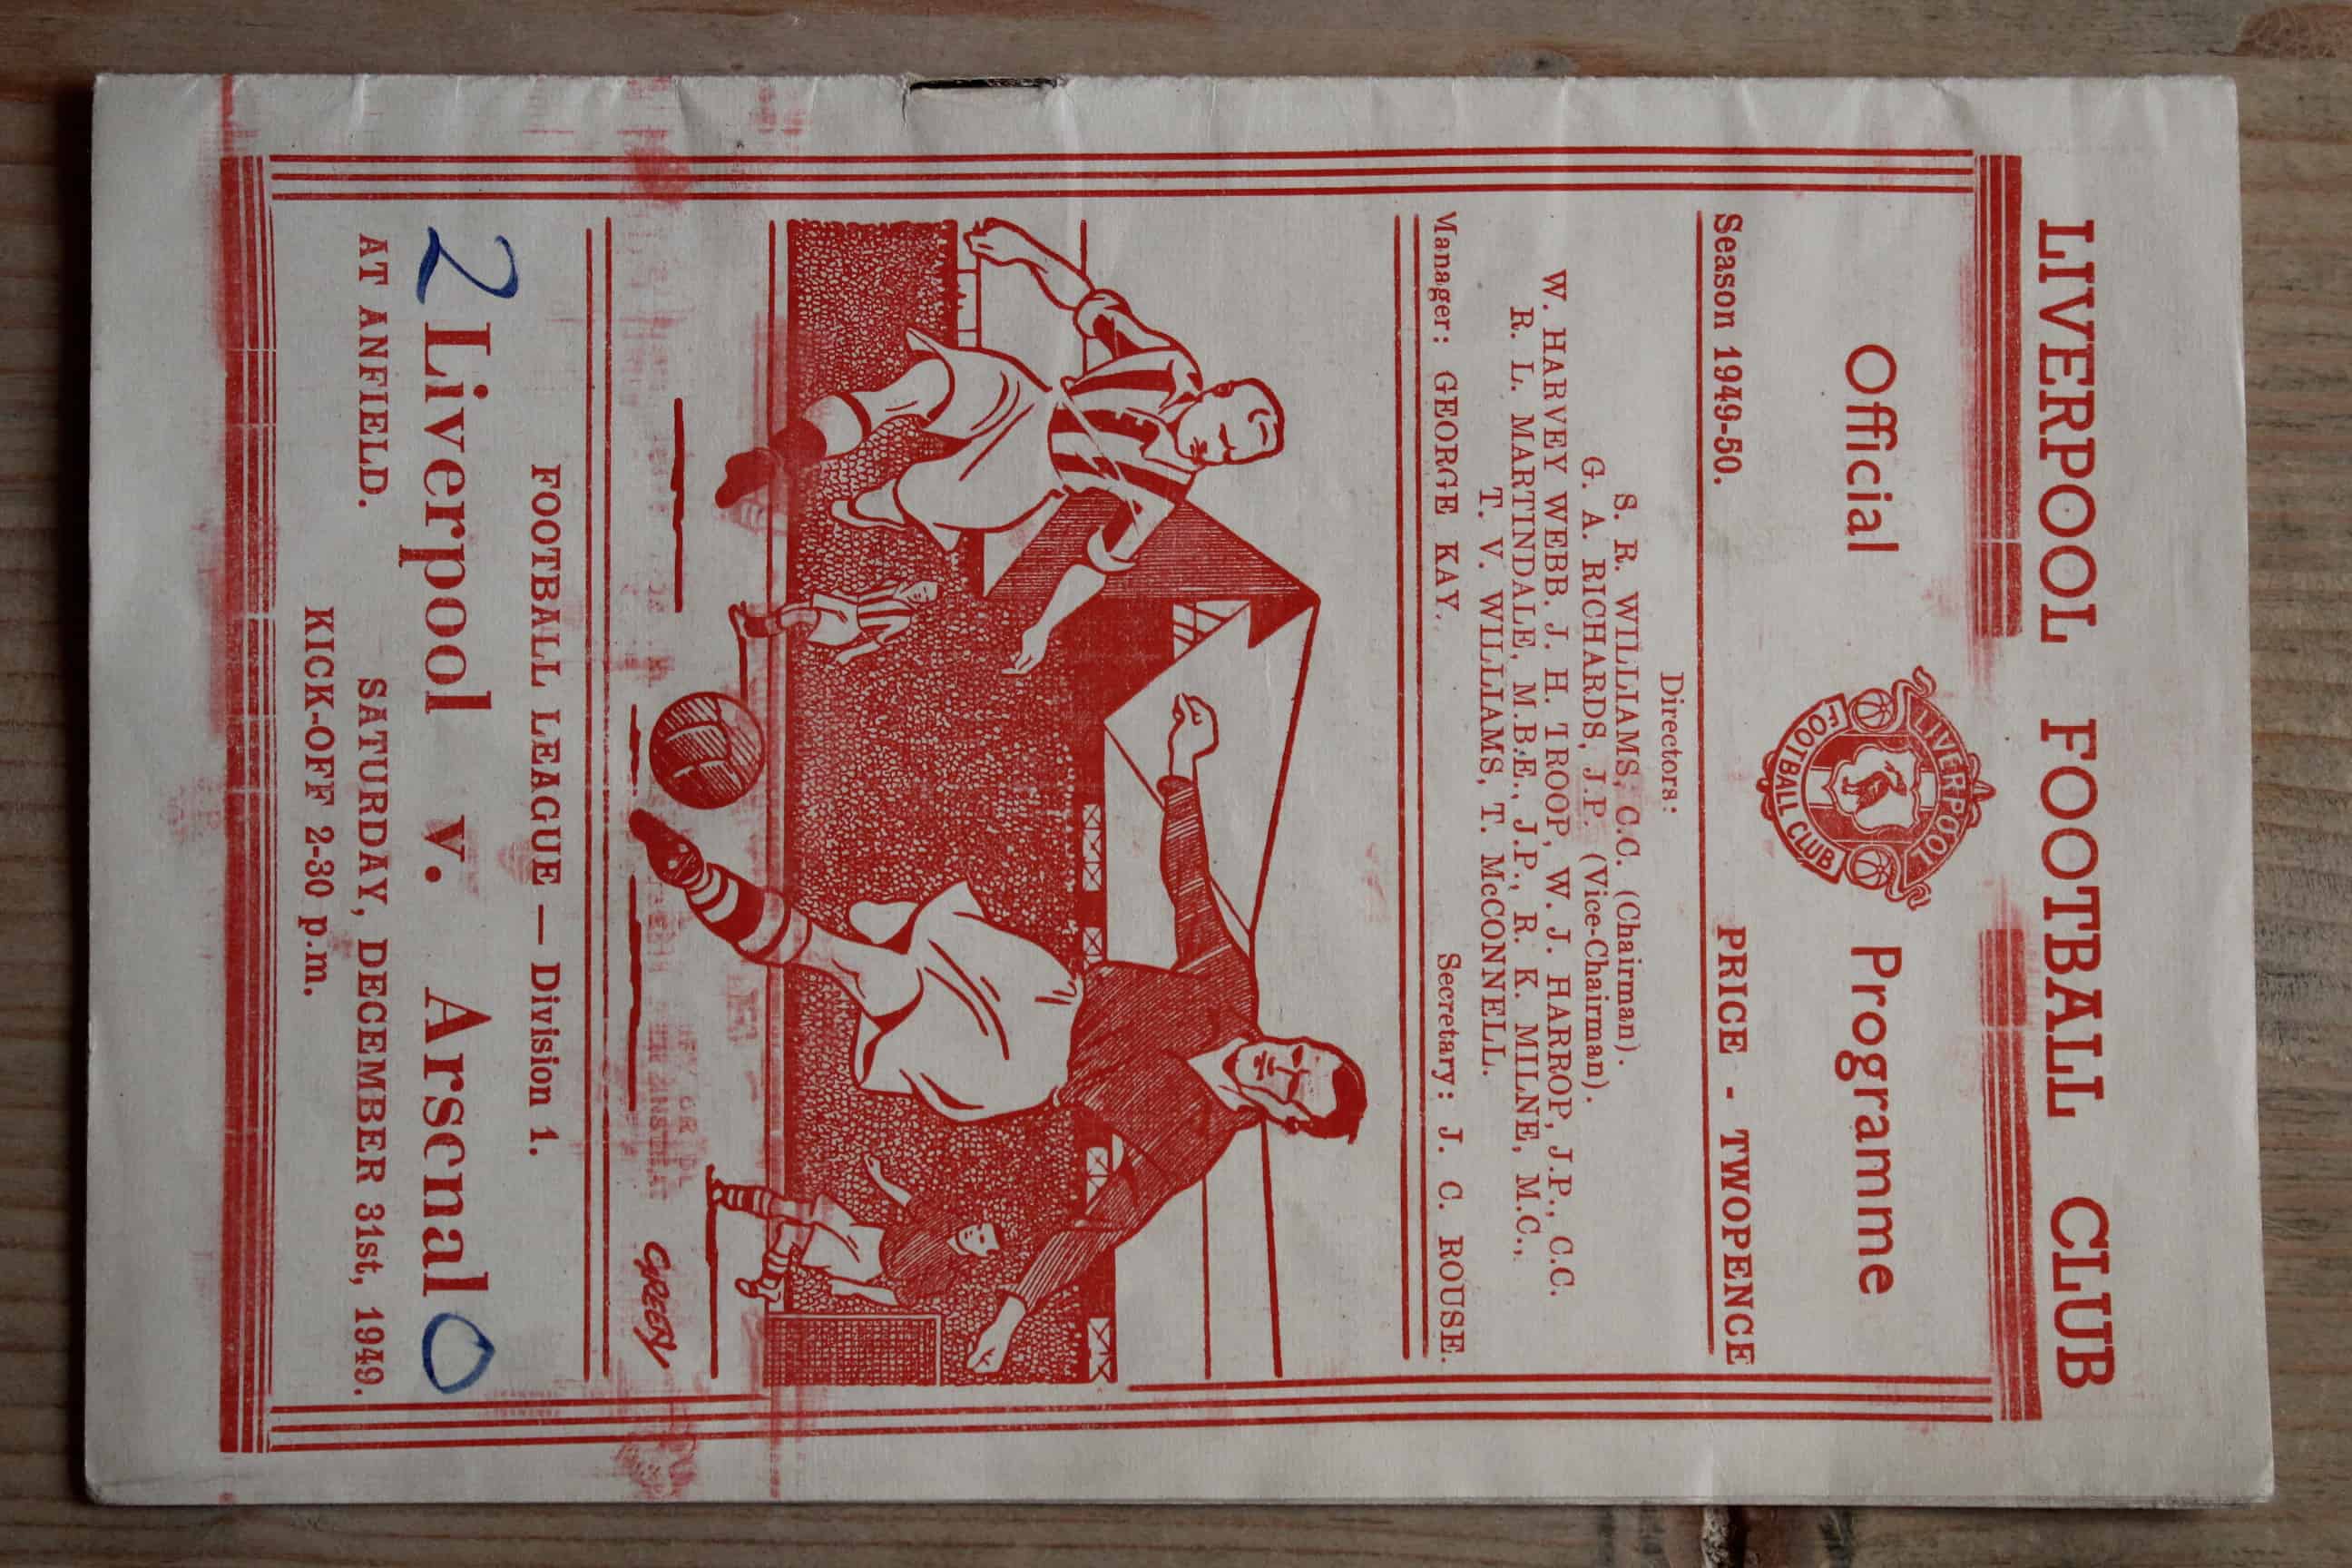 LIVERPOOL FOOTBALL CLUB
Official Programme
LIVERPOOL
FOOTBALL CLUB
Season 1949-50. PRICE - TWOPENCE
Directors:
S. R. WILLIAMS, C.C. (Chairman).
G. A. RICHARDS, J.P. (Vice-Chairman).
W. HARVEY WEBB, J. H. TROOP, W. J. HARROP, J.P., C.C.
R. L. MARTINDALE, M.B.E., J.P., R. K. MILNE, M.C.,
T. V. WILLIAMS, T. McCONNELL.
Manager: GEORGE KAY. Secretary: J. C. ROUSE.
GREEN
FOOTBALL LEAGUE — Division 1.
2 Liverpool v. Arsenal 0
AT ANFIELD. SATURDAY, DECEMBER 31st, 1949.
KICK-OFF 2-30 p.m.